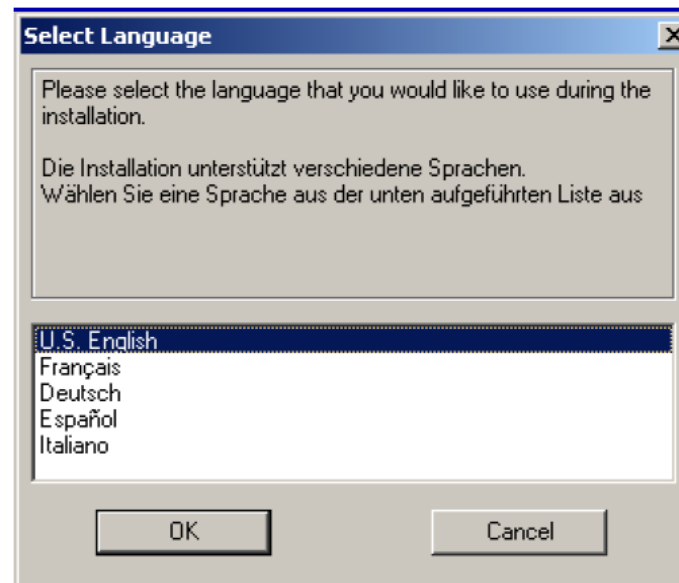 Select Language
Please select the language that you would like to use during the
installation.
Die Installation unterstützt verschiedene Sprachen.
Wählen Sie eine Sprache aus der unten aufgeführten Liste aus
U.S. English
Français
Deutsch
Español
Italiano
OK
Cancel